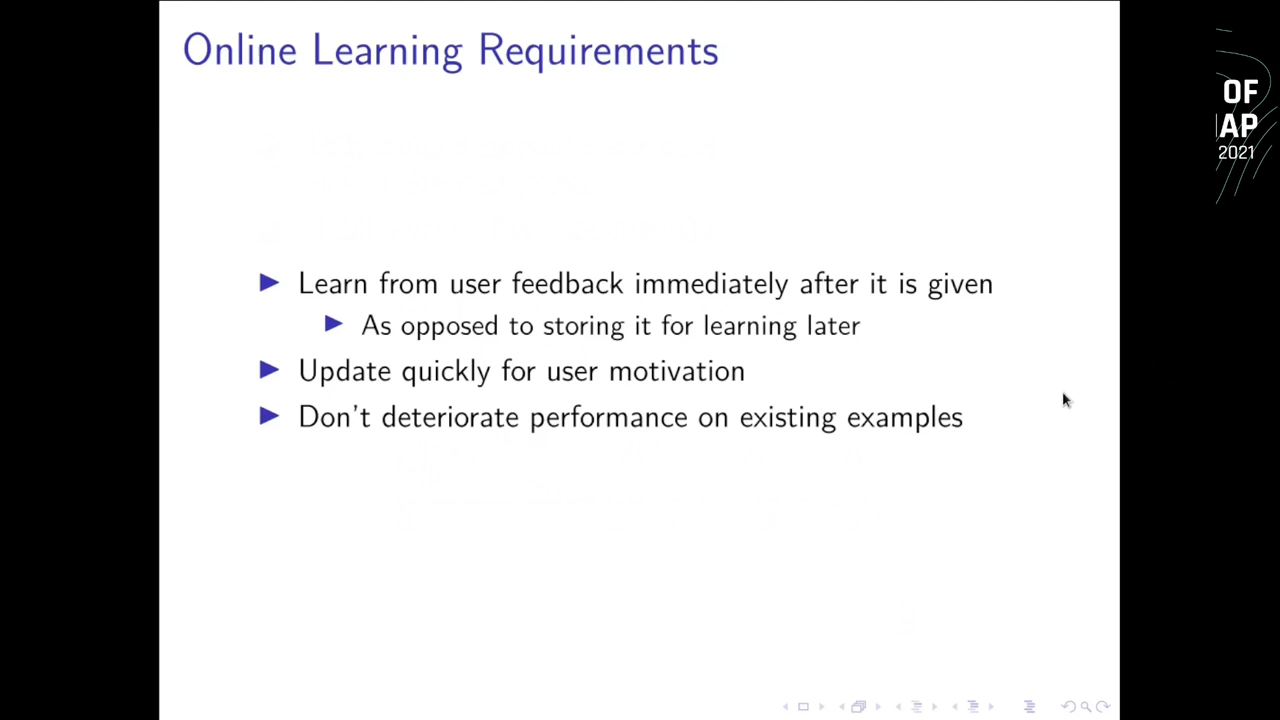 Online Learning Requirements
OF
AP
2021
Learn from user feedback immediately after it is given
As opposed to storing it for learning later
Update quickly for user motivation
Don't deteriorate performance on existing examples